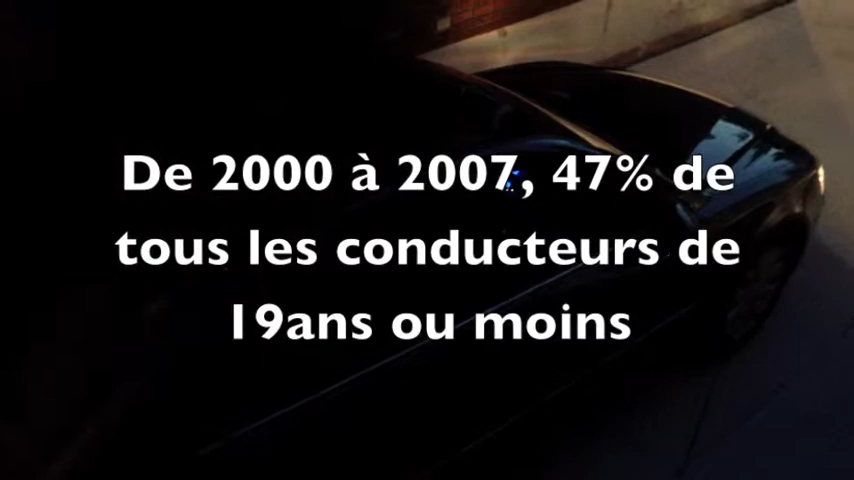 De 2000 à 2007, 47% de
tous les conducteurs de
19ans ou moins